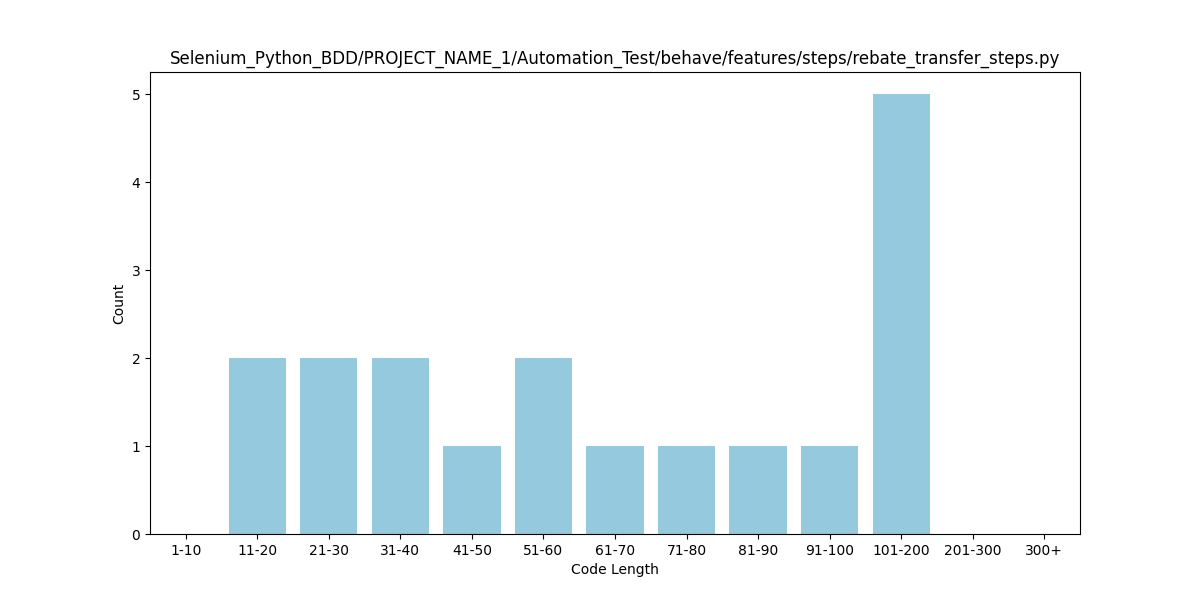 Selenium_Python_BDD/PROJECT_NAME_1/Automation_Test/behave/features/steps/rebate_transfer_steps.py
5
4
3
2
1
0
Count
1-10 11-20 21-30 31-40 41-50 51-60 61-70 71-80 81-90 91-100 101-200 201-300 300+
Code Length